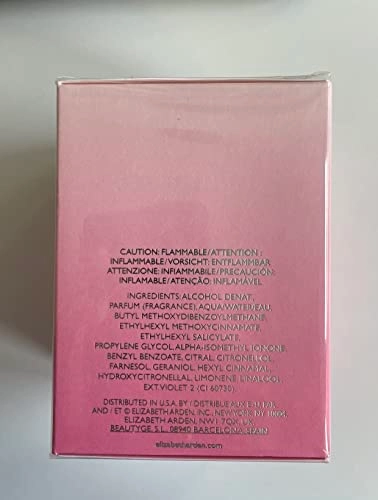 CAUTION: FLAMMABLE/ATTENTION :
INFLAMMABLE/VORSICHT: ENTFLAMMBAR
ATTENZIONE: INFIAMMABILE/PRECAUCIÓN:
INFLAMABLE/ATENÇÃO: INFLAMÁVEL
INGREDIENTS: ALCOHOL DENAT.,
PARFUM (FRAGRANCE), AQUA/WATER/EAU,
BUTYL METHOXYDIBENZOYLMETHANE,
ETHYLHEXYL METHOXYCINNAMATE,
ETHYLHEXYL SALICYLATE,
PROPYLENE GLYCOL, ALPHA-ISOMETHYL IONONE,
BENZYL BENZOATE, CITRAL, CITRONELLOL,
FARNESOL, GERANIOL, HEXYL CINNAMAL,
HYDROXYCITRONELLAL, LIMONENE, LINALOOL,
EXT. VIOLET 2 (CI 60730).
DISTRIBUTED IN U.S.A. BY / DISTRIBUÉ AUX É.-U. PAR
AND / ET © ELIZABETH ARDEN, INC., NEW YORK, NY 10003,
ELIZABETH ARDEN, NW1 7QX UK,
BEAUTYGE, S.L. 08940 BARCELONA, SPAIN
elizabetharden.com